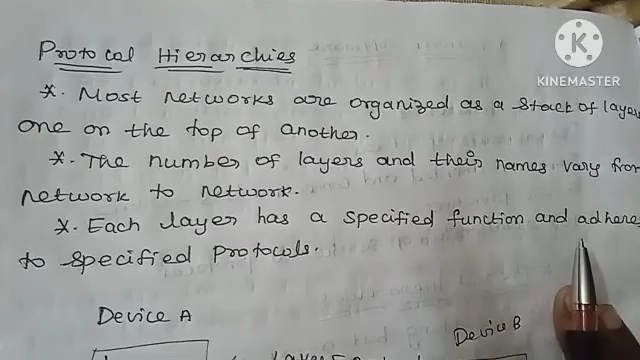 KINEMASTER
Protocal Hierarchies
*. Most networks are organized as a stack of layers
one on the top of another.
*. The number of layers and their names vary from
network to network.
*. Each layer has a specified function and adheres
to specified Protocols.
Device A
Device B